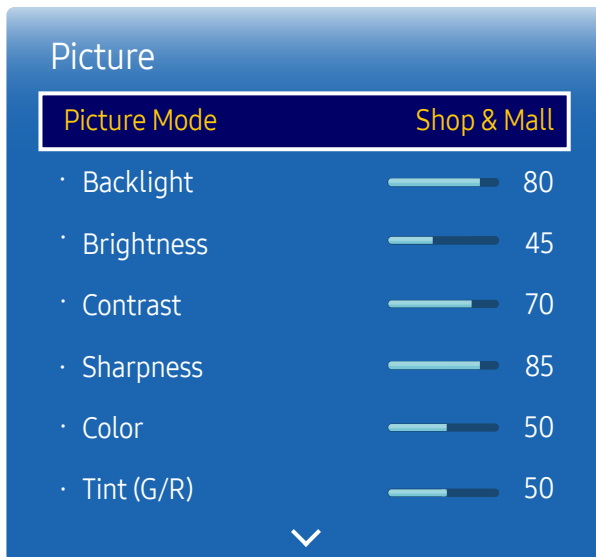 Picture
Picture Mode Shop & Mall
· Backlight 80
· Brightness 45
· Contrast 70
· Sharpness 85
· Color 50
· Tint (G/R) 50